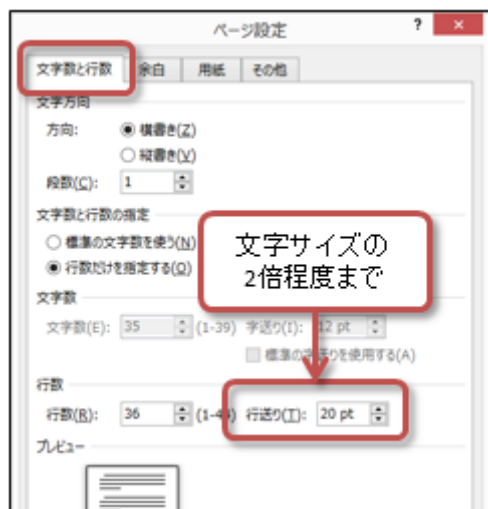 ページ設定 ?
文字数と行数 余白 用紙 その他
文字方向
方向: 横書き(Z)
縦書き(V)
段数(C): 1
文字数と行数の指定
標準の文字数を使う(N)
行数だけを指定する(O)
文字サイズの
2倍程度まで
文字数
文字数(E): 35 (1-39) 字送り(I): 12 pt
標準の字送りを使用する(A)
行数
行数(R): 36 (1-4 行送り(T): 20 pt
プレビュー